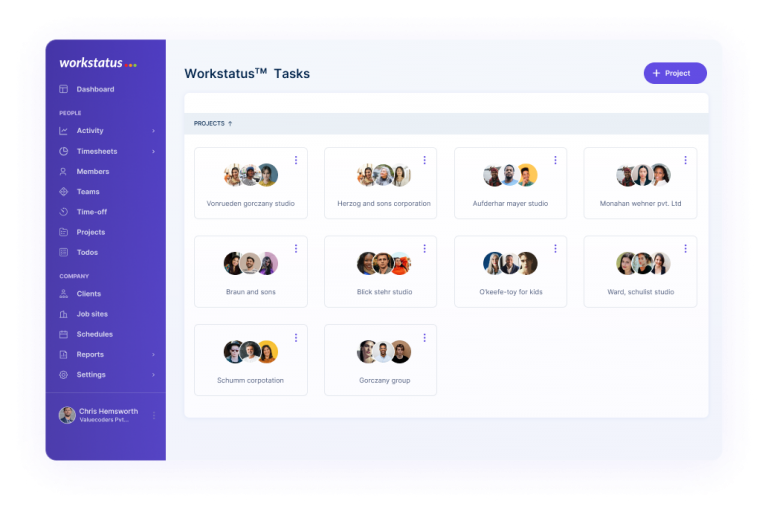 workstatus
Dashboard
PEOPLE
Activity
Timesheets
Members
Teams
Time-off
Projects
Todos
COMPANY
Clients
Job sites
Schedules
Reports
Settings
Chris Hemsworth
Valuecoders Pvt...
Workstatus™ Tasks
+ Project
PROJECTS ↑
Vonrueden gorczany studio
Herzog and sons corporation
Aufderhar mayer studio
Monahan wehner pvt. Ltd
Braun and sons
Blick stehr studio
O'keefe-toy for kids
Ward, schulist studio
Schumm corpotation
Gorczany group